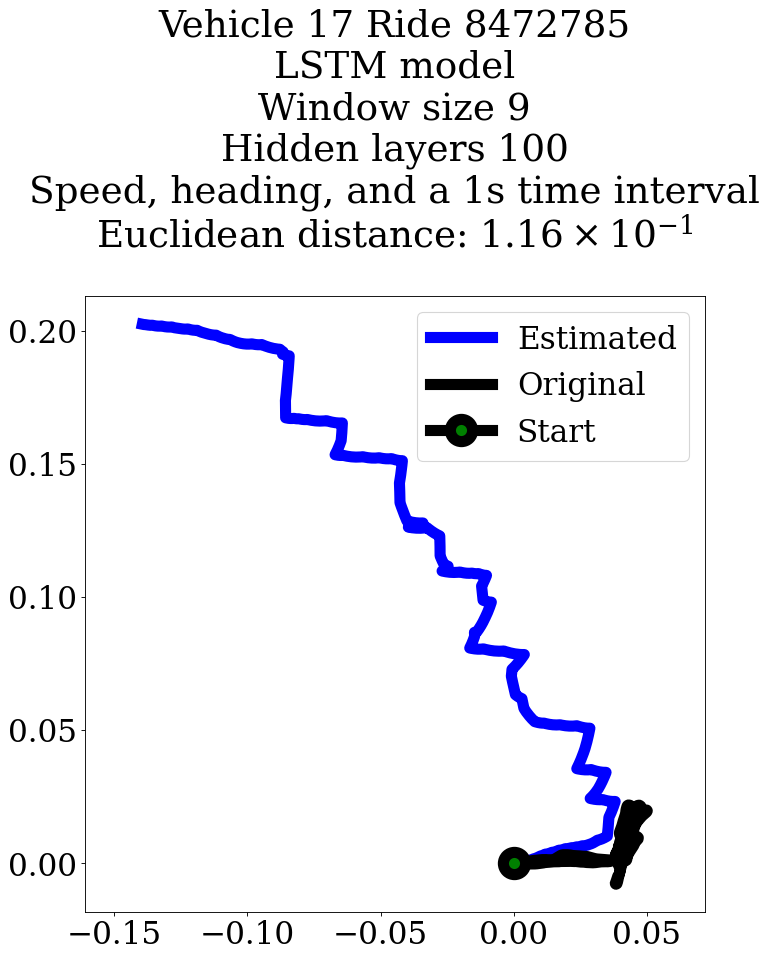 Vehicle 17 Ride 8472785
LSTM model
Window size 9
Hidden layers 100
Speed, heading, and a 1s time interval
Euclidean distance: 1.16 × 10⁻¹
Estimated
Original
Start
0.20
0.15
0.10
0.05
0.00
−0.15 −0.10 −0.05 0.00 0.05